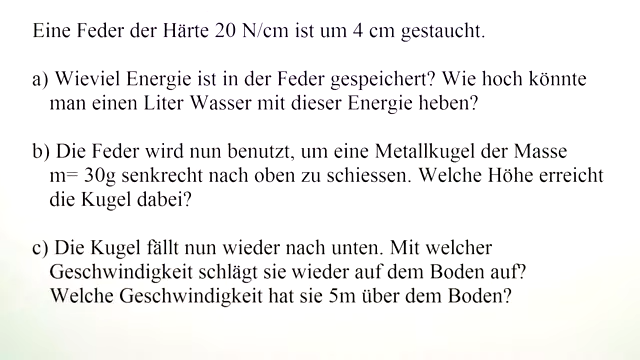 Eine Feder der Härte 20 N/cm ist um 4 cm gestaucht.
a) Wieviel Energie ist in der Feder gespeichert? Wie hoch könnte
man einen Liter Wasser mit dieser Energie heben?
b) Die Feder wird nun benutzt, um eine Metallkugel der Masse
m= 30g senkrecht nach oben zu schiessen. Welche Höhe erreicht
die Kugel dabei?
c) Die Kugel fällt nun wieder nach unten. Mit welcher
Geschwindigkeit schlägt sie wieder auf dem Boden auf?
Welche Geschwindigkeit hat sie 5m über dem Boden?